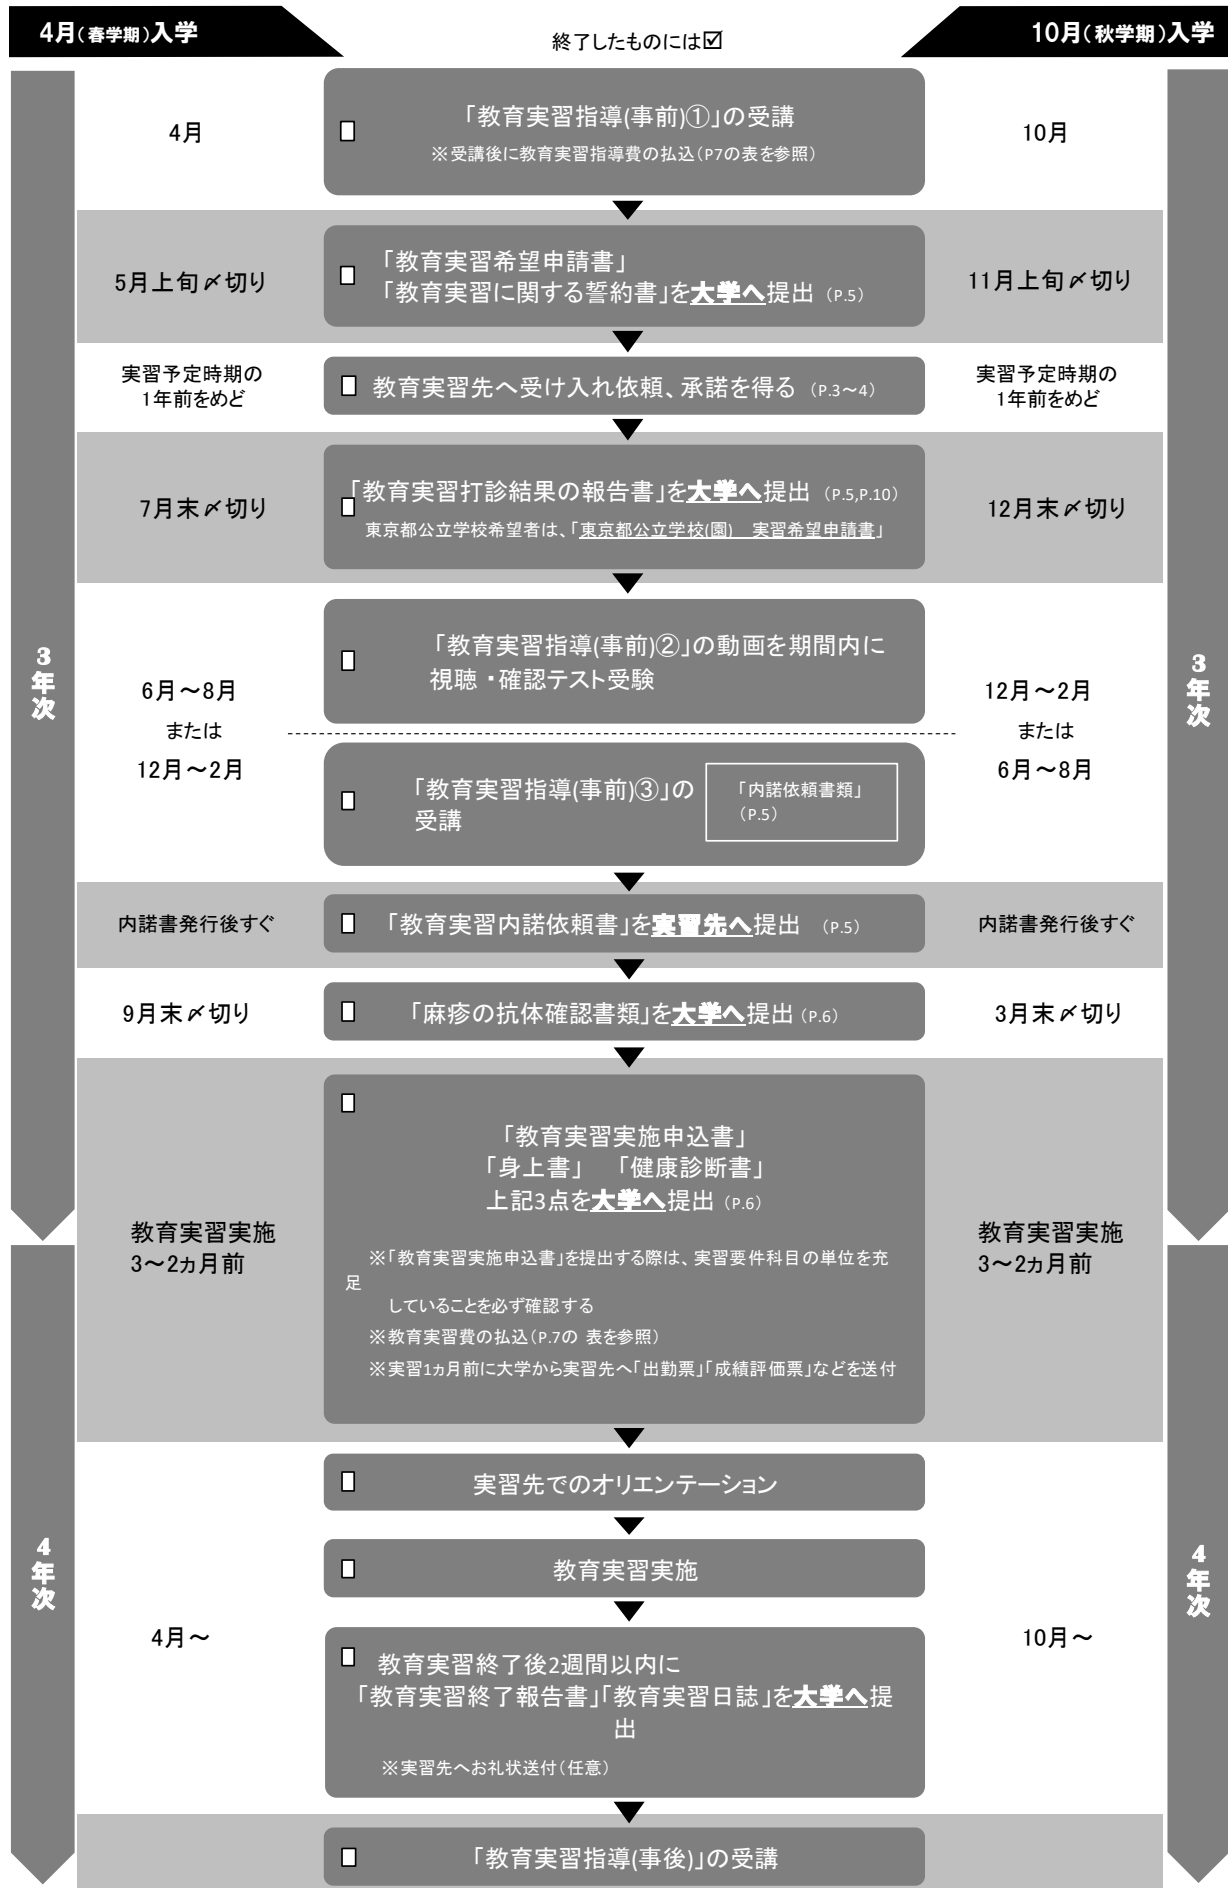 4月(春学期)入学
終了したものには☑
10月(秋学期)入学
3年次
4月
「教育実習指導(事前)①」の受講
※受講後に教育実習指導費の払込(P7の表を参照)
10月
3年次
5月上旬〆切り
「教育実習希望申請書」
「教育実習に関する誓約書」を大学へ提出 (P.5)
11月上旬〆切り
実習予定時期の
1年前をめど
教育実習先へ受け入れ依頼、承諾を得る (P.3~4)
実習予定時期の
1年前をめど
7月末〆切り
「教育実習打診結果の報告書」を大学へ提出 (P.5,P.10)
東京都公立学校希望者は、「東京都公立学校(園) 実習希望申請書」
12月末〆切り
6月~8月
または
12月~2月
「教育実習指導(事前)②」の動画を期間内に
視聴・確認テスト受験
「教育実習指導(事前)③」の
受講
「内諾依頼書類」
(P.5)
12月~2月
または
6月~8月
内諾書発行後すぐ
「教育実習内諾依頼書」を実習先へ提出 (P.5)
内諾書発行後すぐ
9月末〆切り
「麻疹の抗体確認書類」を大学へ提出 (P.6)
3月末〆切り
教育実習実施
3~2ヵ月前
「教育実習実施申込書」
「身上書」 「健康診断書」
上記3点を大学へ提出 (P.6)
※「教育実習実施申込書」を提出する際は、実習要件科目の単位を充
足
していることを必ず確認する
※教育実習費の払込(P.7の 表を参照)
※実習1ヵ月前に大学から実習先へ「出勤票」「成績評価票」などを送付
教育実習実施
3~2ヵ月前
4年次
実習先でのオリエンテーション
教育実習実施
4月~
教育実習終了後2週間以内に
「教育実習終了報告書」「教育実習日誌」を大学へ提
出
※実習先へお礼状送付(任意)
10月~
4年次
「教育実習指導(事後)」の受講